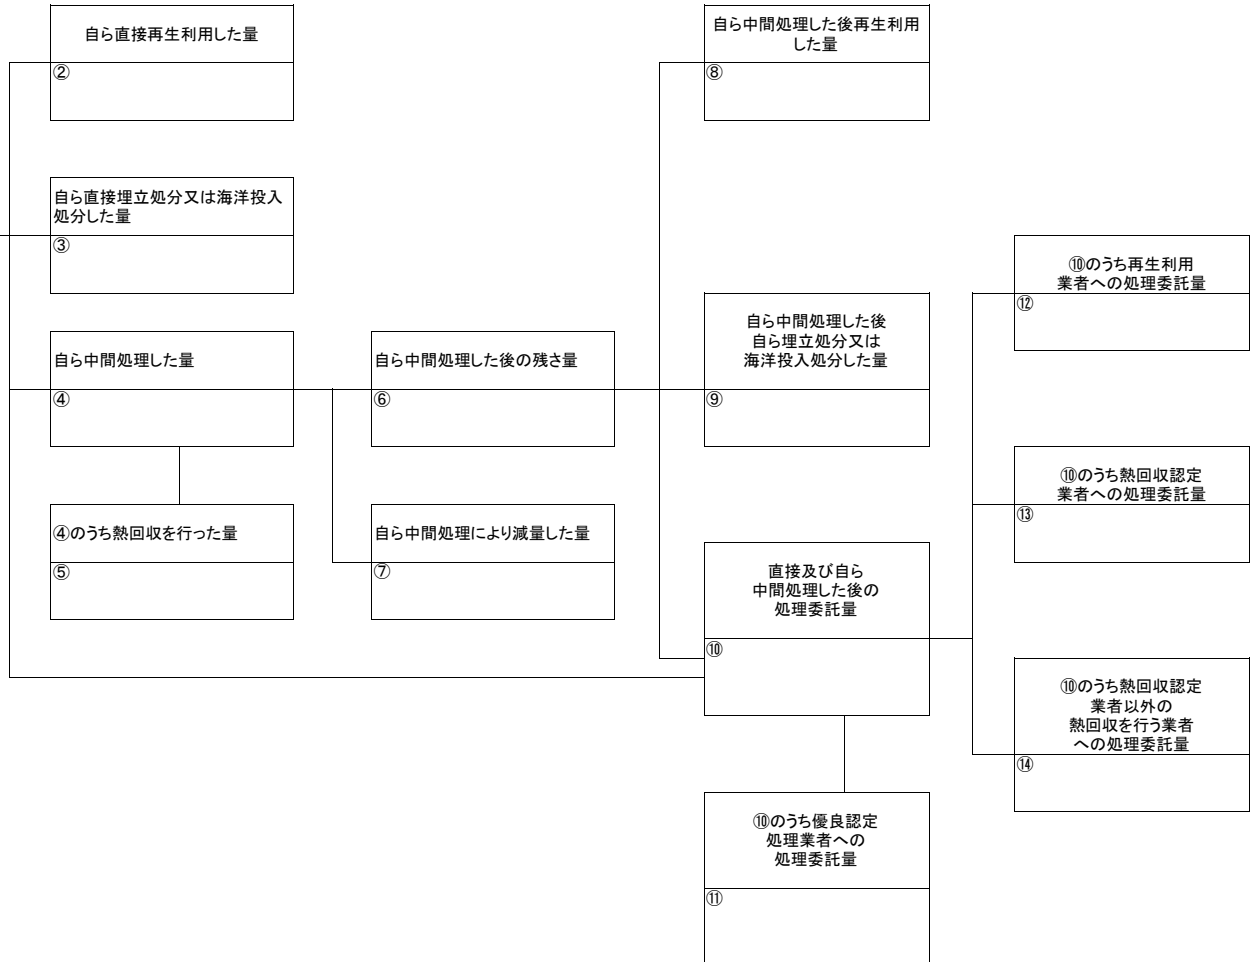 自ら直接再生利用した量
②
自ら直接埋立処分又は海洋投入
処分した量
③
自ら中間処理した量
④
④のうち熱回収を行った量
⑤
自ら中間処理した後の残さ量
⑥
自ら中間処理により減量した量
⑦
自ら中間処理した後再生利用
した量
⑧
自ら中間処理した後
自ら埋立処分又は
海洋投入処分した量
⑨
直接及び自ら
中間処理した後の
処理委託量
⑩
⑩のうち優良認定
処理業者への
処理委託量
⑪
⑩のうち再生利用
業者への処理委託量
⑫
⑩のうち熱回収認定
業者への処理委託量
⑬
⑩のうち熱回収認定
業者以外の
熱回収を行う業者
への処理委託量
⑭